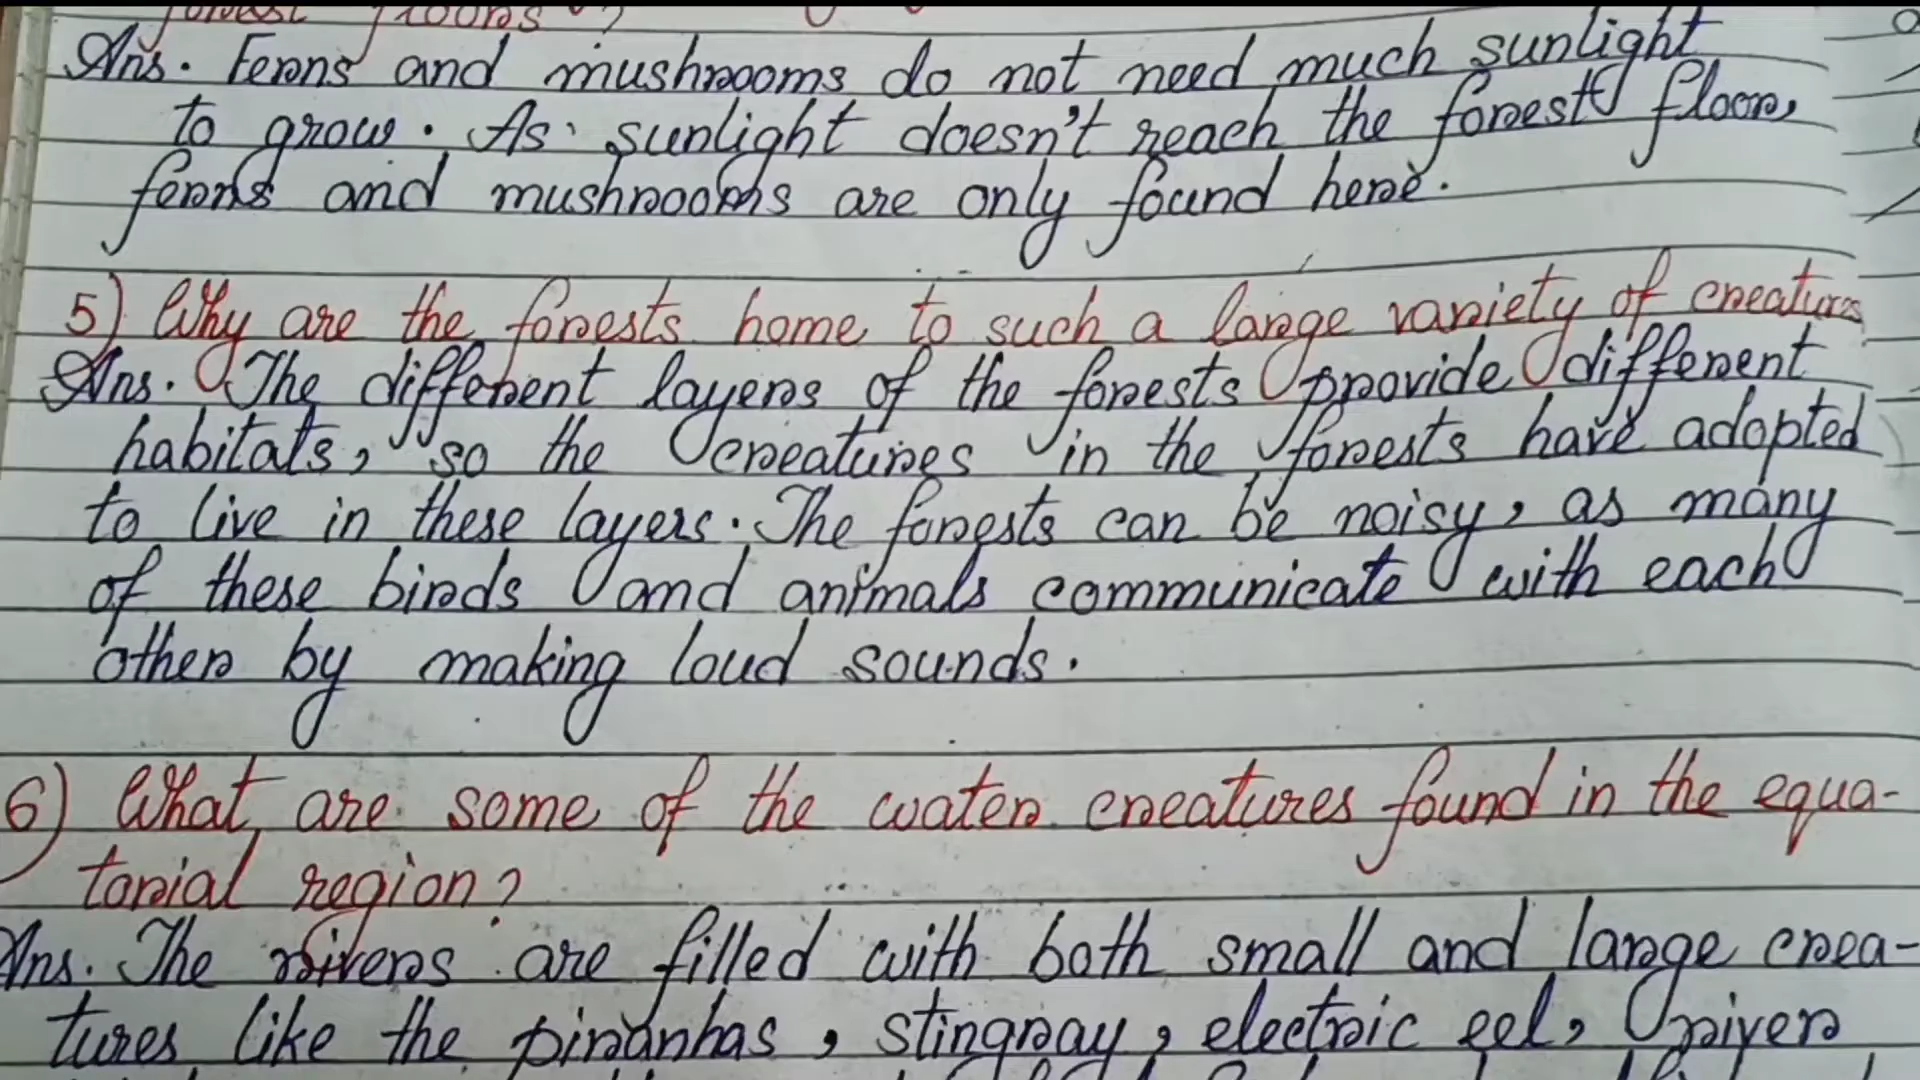 forest floors?
Ans. Ferns and mushrooms do not need much sunlight
to grow. As sunlight doesn't reach the forest floor,
ferns and mushrooms are only found here.
5) Why are the forests home to such a large variety of creatures
Ans. The different layers of the forests provide different
habitats, so the creatures in the forests have adapted
to live in these layers. The forests can be noisy, as many
of these birds and animals communicate with each
other by making loud sounds.
6) What are some of the water creatures found in the equa-
torial region?
Ans. The rivers are filled with both small and large crea-
tures like the piranhas, stingray, electric eel, river